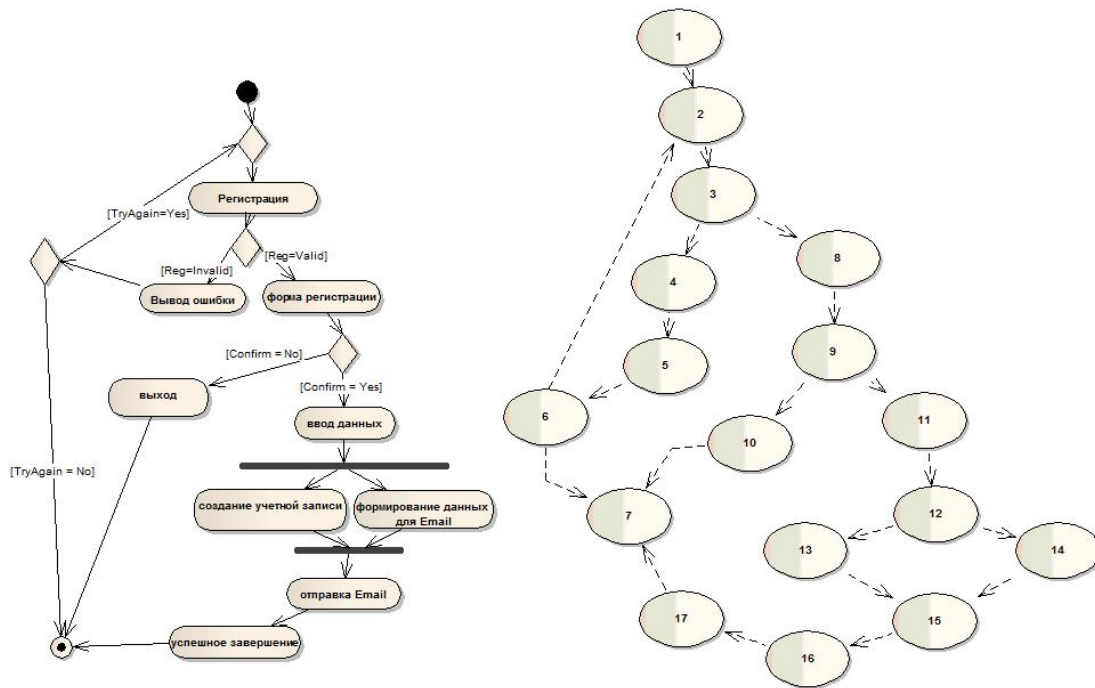 Регистрация
[TryAgain=Yes]
[Reg=Valid]
[Reg=Invalid]
Вывод ошибки
форма регистрации
[Confirm = No]
[Confirm = Yes]
выход
ввод данных
[TryAgain = No]
создание учетной записи
формирование данных
для Email
отправка Email
успешное завершение
1
2
3
8
4
9
5
6
11
10
7
12
13
14
17
15
16